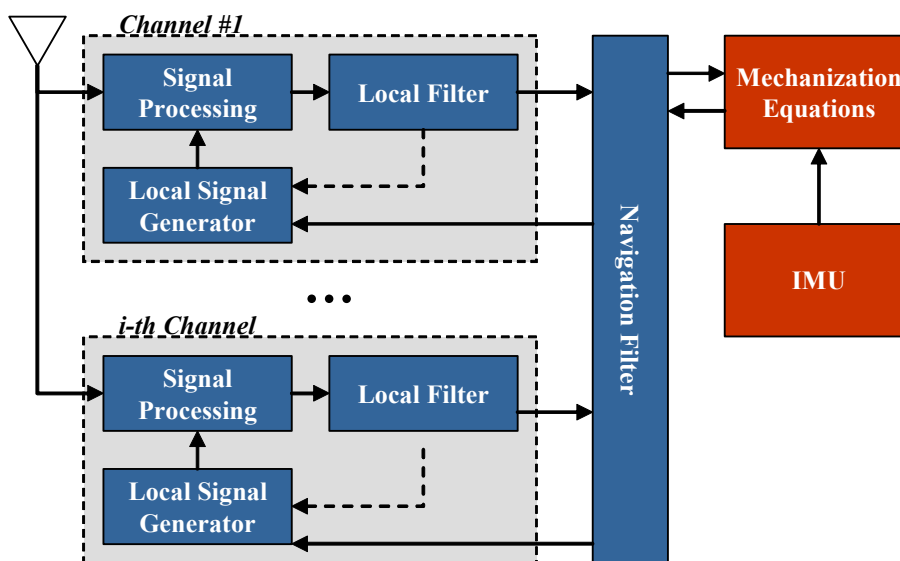 Channel #1
Signal
Processing
Local Filter
Local Signal
Generator
Navigation Filter
Mechanization
Equations
IMU
• • •
i-th Channel
Signal
Processing
Local Filter
Local Signal
Generator